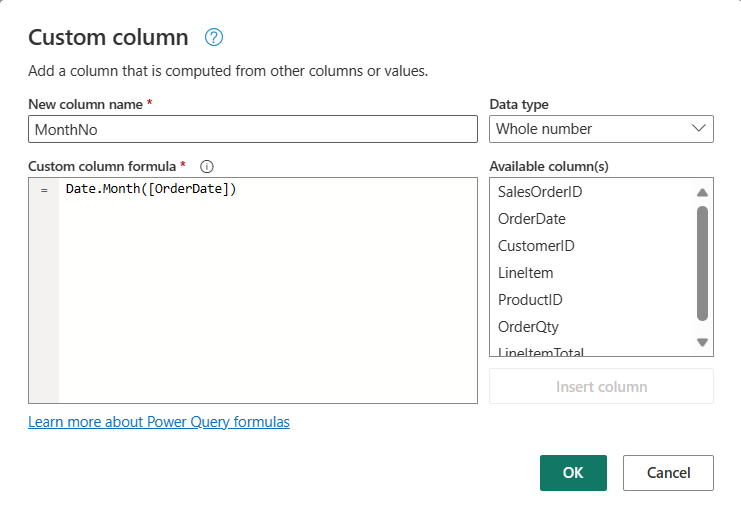 Custom column
Add a column that is computed from other columns or values.
New column name *
Data type
MonthNo
Whole number
Custom column formula *
Available column(s)
= Date.Month([OrderDate])
SalesOrderID
OrderDate
CustomerID
LineItem
ProductID
OrderQty
LineItemTotal
Insert column
Learn more about Power Query formulas
OK
Cancel